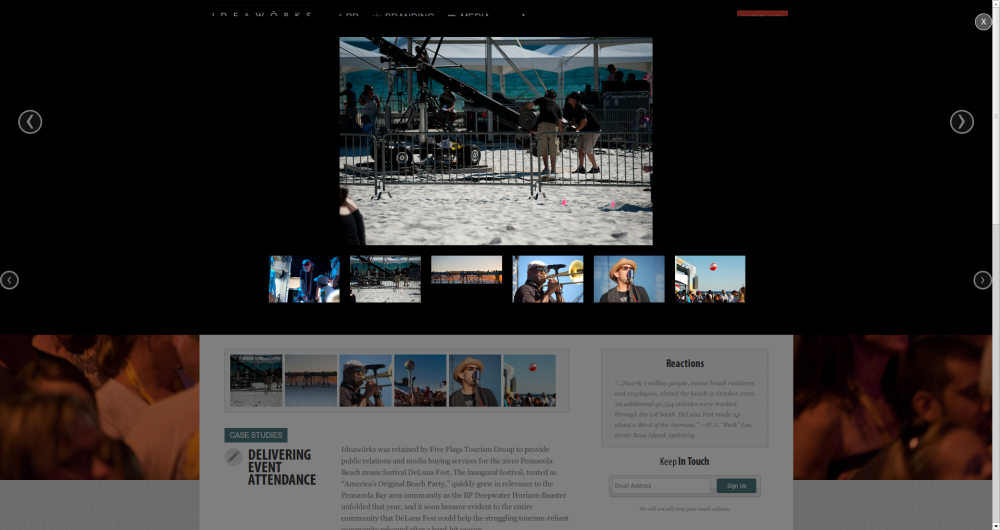 IDEAWÖRKS PR BRANDING MEDIA
X
Reactions
"...Nearly 1 million people, minus beach residents
and employees, visited the beach in October 2010.
An additional 40,554 vehicles were tracked
through the toll booth. DeLuna Fest made up
about a third of the increase." –W.A. "Buck" Lee,
Santa Rosa Island Authority
Keep In Touch
Email Address Sign Up
We will not sell/rent your email address.
CASE STUDIES
DELIVERING
EVENT
ATTENDANCE
Ideawörks was retained by Five Flags Tourism Group to provide
public relations and media buying services for the 2010 Pensacola
Beach music festival DeLuna Fest. The inaugural festival, touted as
"America's Original Beach Party," quickly grew in relevance to the
Pensacola Bay area community as the BP Deepwater Horizon disaster
unfolded that year, and it soon became evident to the entire
community that DeLuna Fest could help the struggling tourism-reliant